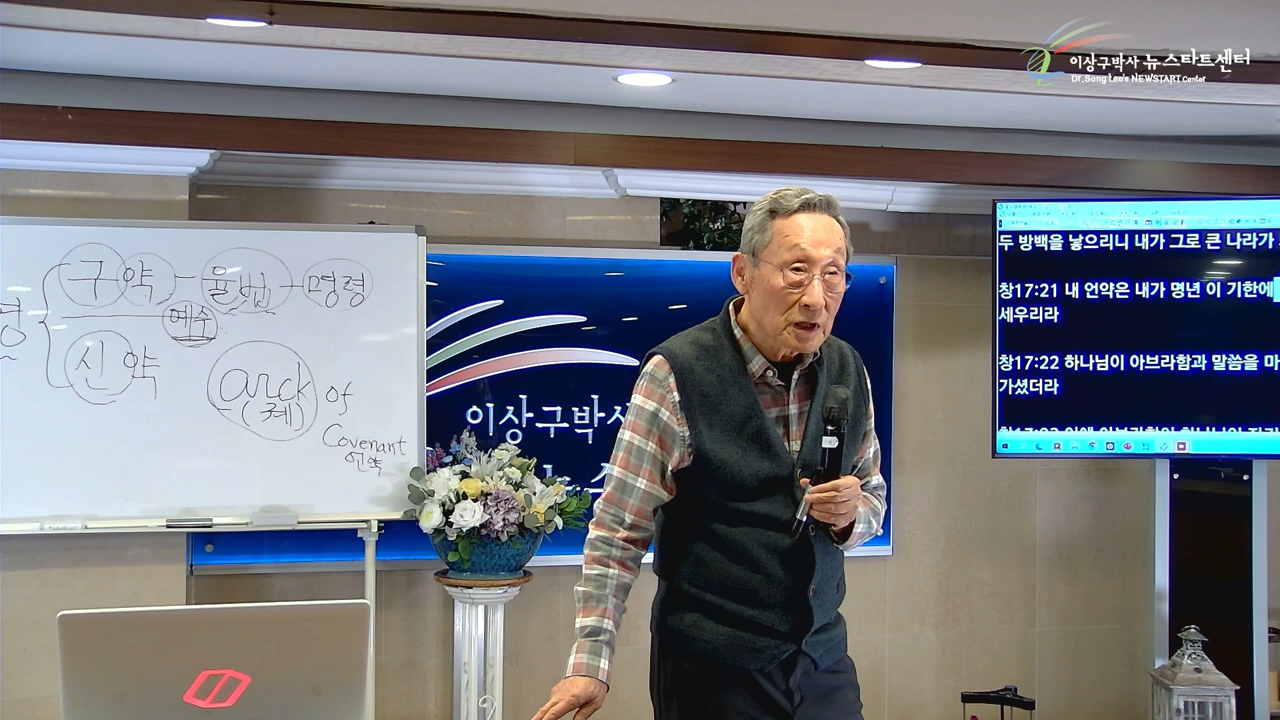 이상구박사 뉴스타트센터
Dr. Sang Lee's NEWSTART Center
구약 - 율법 - 명령
예수
신약
Arck of
(궤)
Covenant
언약
이상구박사
두 방백을 낳으리니 내가 그로 큰 나라가
창17:21 내 언약은 내가 명년 이 기한에
세우리라
창17:22 하나님이 아브라함과 말씀을 마
가셨더라